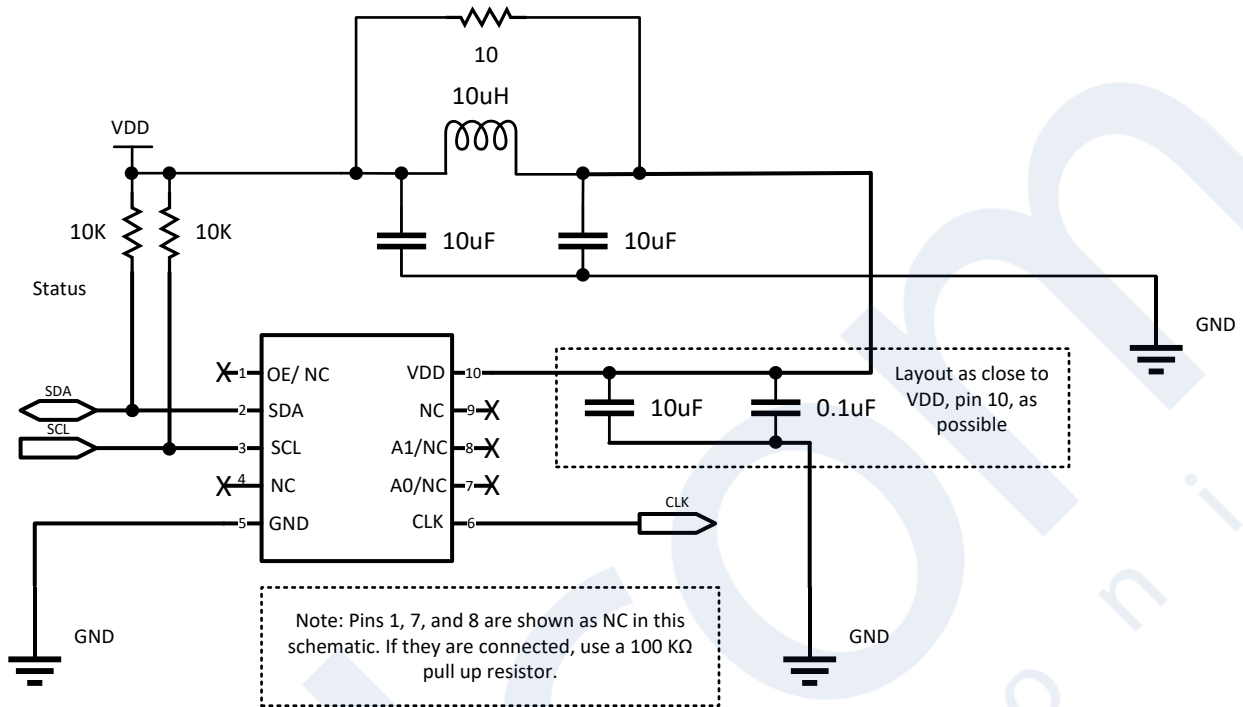 10
10uH
VDD
10K
10K
10uF
10uF
Status
GND
1
OE/ NC
VDD
10
Layout as close to
VDD, pin 10, as
possible
SDA
2
SDA
NC
9
10uF
0.1uF
SCL
3
SCL
A1/NC
8
4
NC
A0/NC
7
5
GND
CLK
6
CLK
Note: Pins 1, 7, and 8 are shown as NC in this
schematic. If they are connected, use a 100 KΩ
pull up resistor.
GND
GND
com
o n i